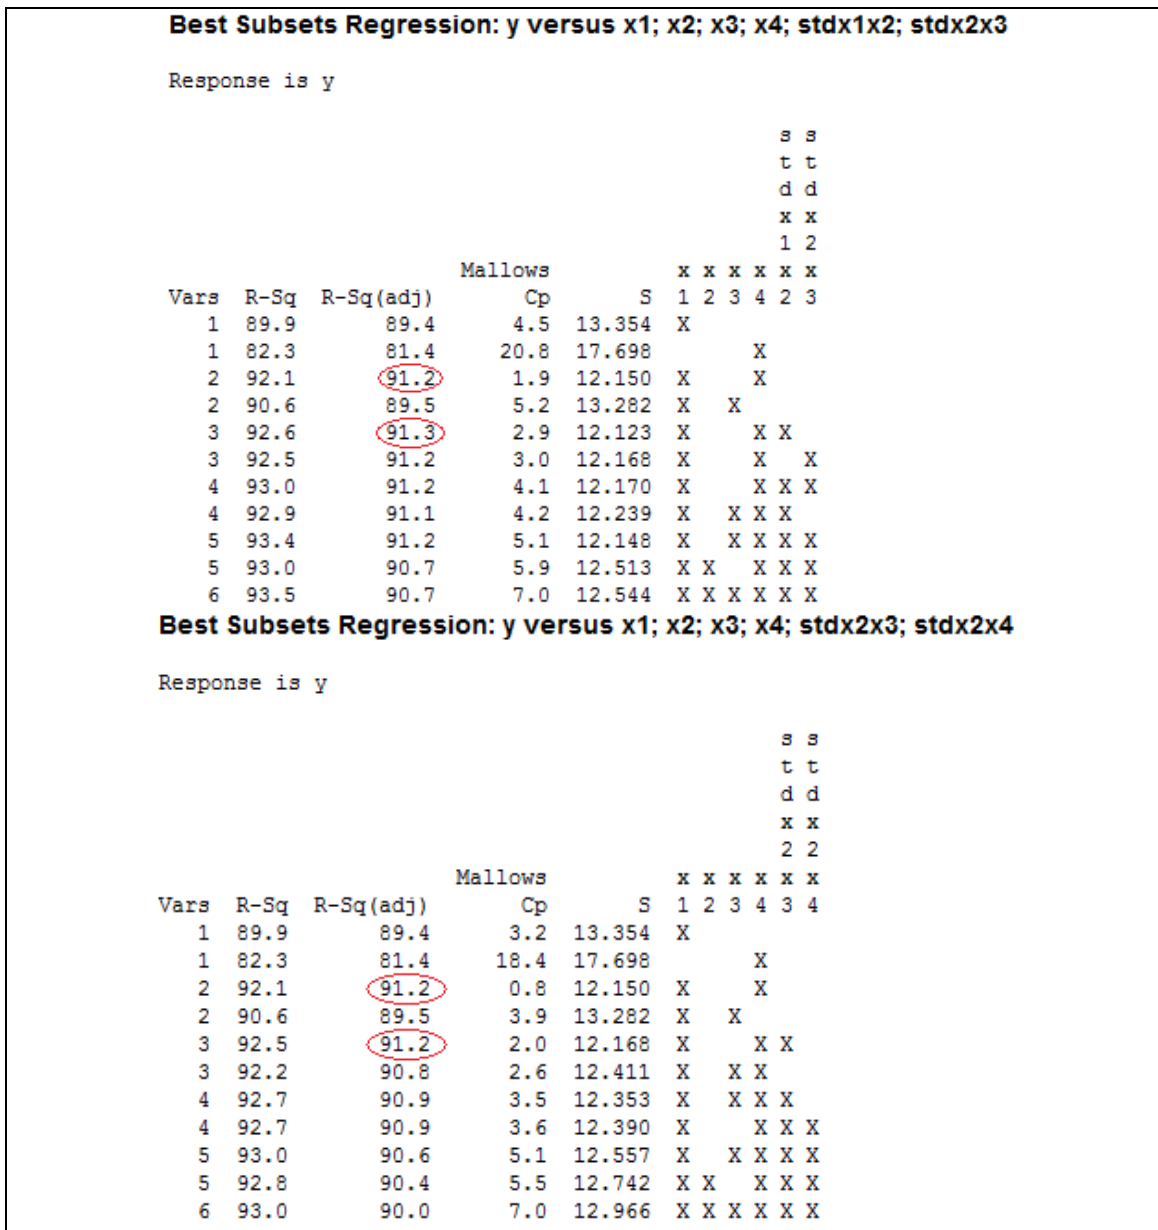 Best Subsets Regression: y versus x1; x2; x3; x4; stdx1x2; stdx2x3
Response is y
s s
t t
d d
x x
1 2
Mallows x x x x x x
Vars R-Sq R-Sq(adj) Cp S 1 2 3 4 2 3
1 89.9 89.4 4.5 13.354 X
1 82.3 81.4 20.8 17.698 X
2 92.1 91.2 1.9 12.150 X X
2 90.6 89.5 5.2 13.282 X X
3 92.6 91.3 2.9 12.123 X X X
3 92.5 91.2 3.0 12.168 X X X
4 93.0 91.2 4.1 12.170 X X X X
4 92.9 91.1 4.2 12.239 X X X X
5 93.4 91.2 5.1 12.148 X X X X X
5 93.0 90.7 5.9 12.513 X X X X X
6 93.5 90.7 7.0 12.544 X X X X X X
Best Subsets Regression: y versus x1; x2; x3; x4; stdx2x3; stdx2x4
Response is y
s s
t t
d d
x x
2 2
Mallows x x x x x x
Vars R-Sq R-Sq(adj) Cp S 1 2 3 4 3 4
1 89.9 89.4 3.2 13.354 X
1 82.3 81.4 18.4 17.698 X
2 92.1 91.2 0.8 12.150 X X
2 90.6 89.5 3.9 13.282 X X
3 92.5 91.2 2.0 12.168 X X X
3 92.2 90.8 2.6 12.411 X X X
4 92.7 90.9 3.5 12.353 X X X X
4 92.7 90.9 3.6 12.390 X X X X
5 93.0 90.6 5.1 12.557 X X X X X
5 92.8 90.4 5.5 12.742 X X X X X
6 93.0 90.0 7.0 12.966 X X X X X X